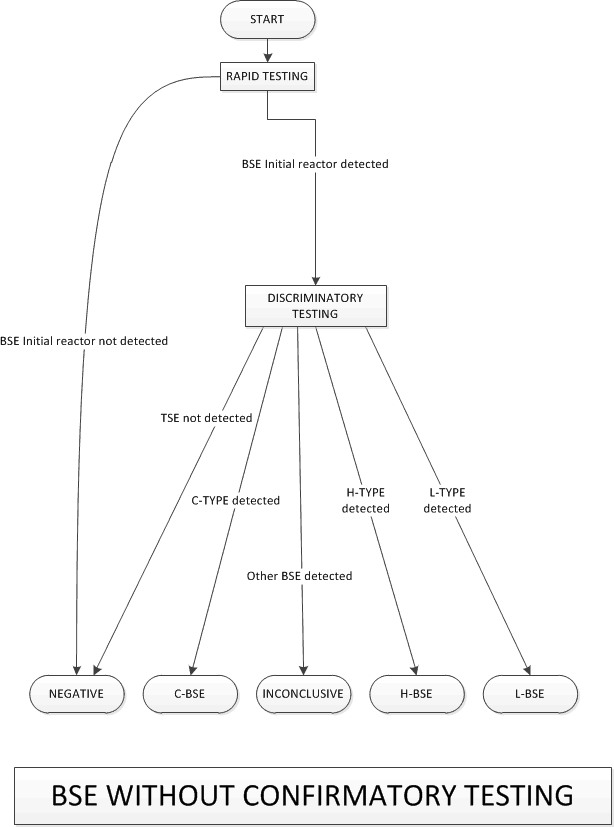 START
RAPID TESTING
BSE Initial reactor detected
DISCRIMINATORY
TESTING
BSE Initial reactor not detected
TSE not detected
C-TYPE detected
H-TYPE
detected
L-TYPE
detected
Other BSE detected
NEGATIVE
C-BSE
INCONCLUSIVE
H-BSE
L-BSE
BSE WITHOUT CONFIRMATORY TESTING